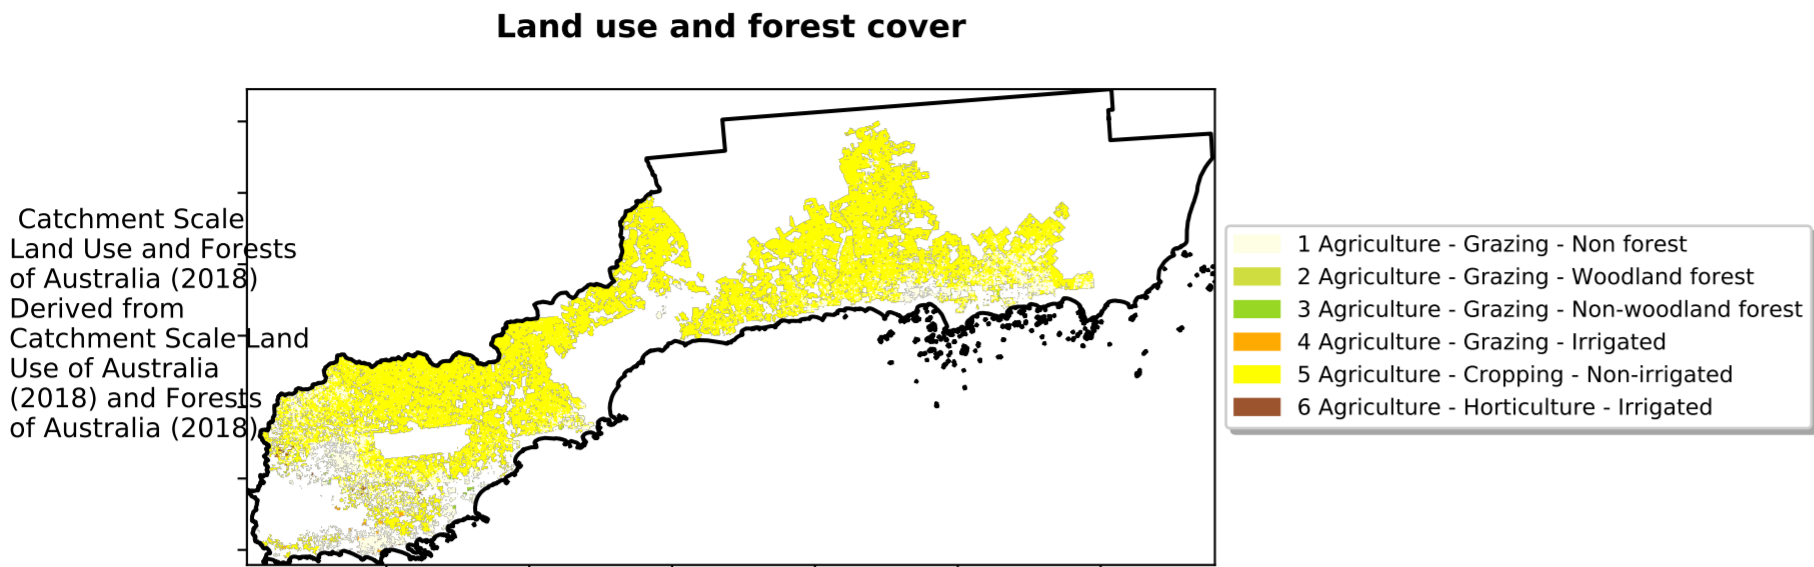 Land use and forest cover
Catchment Scale
Land Use and Forests
of Australia (2018)
Derived from
Catchment Scale Land
Use of Australia
(2018) and Forests
of Australia (2018)
1 Agriculture - Grazing - Non forest
2 Agriculture - Grazing - Woodland forest
3 Agriculture - Grazing - Non-woodland forest
4 Agriculture - Grazing - Irrigated
5 Agriculture - Cropping - Non-irrigated
6 Agriculture - Horticulture - Irrigated